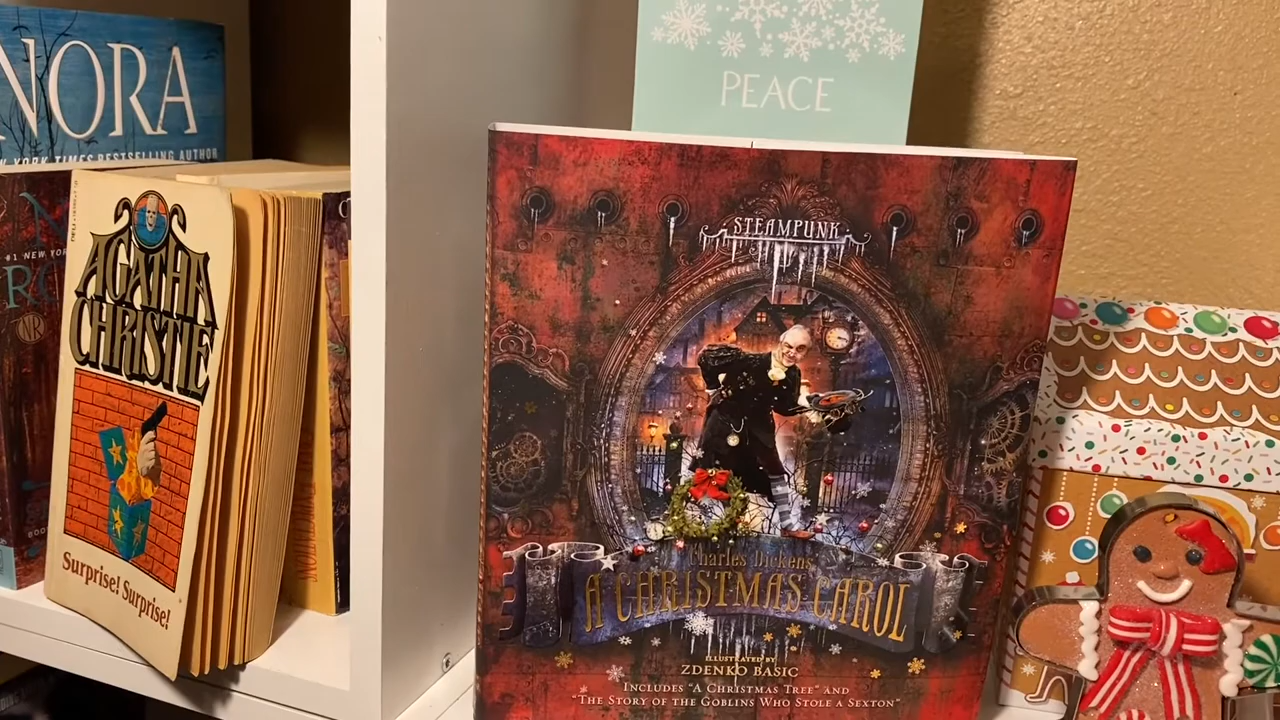 NORA
NEW YORK TIMES BESTSELLING AUTHOR
#1 NEW
NR
DELL
AGATHA
CHRISTIE
Surprise! Surprise!
PEACE
STEAMPUNK
Charles Dickens
A CHRISTMAS CAROL
ILLUSTRATED BY
ZDENKO BASIC
INCLUDES "A CHRISTMAS TREE" AND
"THE STORY OF THE GOBLINS WHO STOLE A SEXTON"